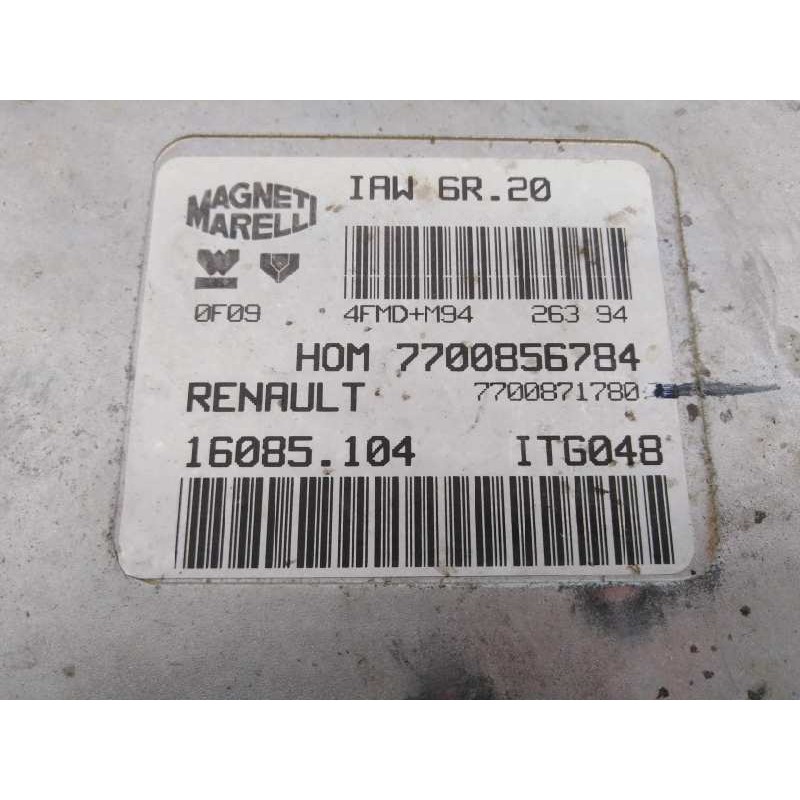 MAGNETI
MARELLI
IAW 6R.20
0F09
4FMD+M94 263 94
HOM 7700856784
RENAULT 7700871780
16085.104 ITG048